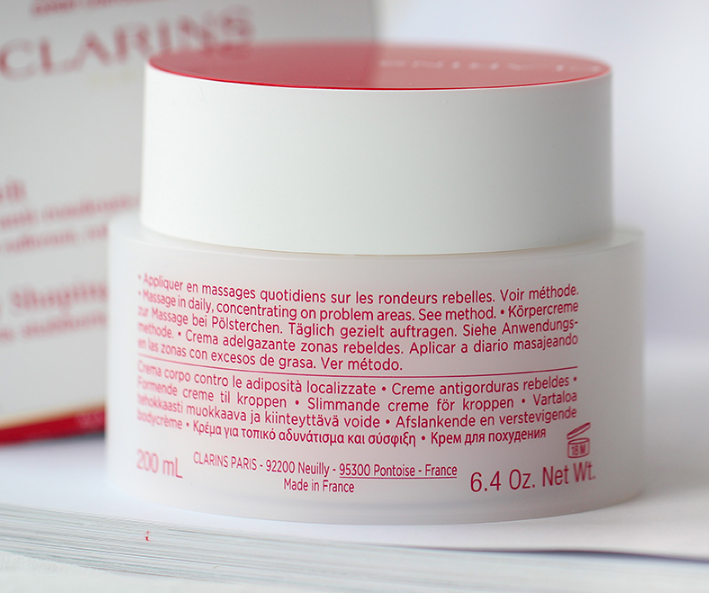 CLARINS
Shaping
• Appliquer en massages quotidiens sur les rondeurs rebelles. Voir méthode.
• Massage in daily, concentrating on problem areas. See method. • Körpercreme
zur Massage bei Pölsterchen. Täglich gezielt auftragen. Siehe Anwendungs-
methode. • Crema adelgazante zonas rebeldes. Aplicar a diario masajeando
en las zonas con excesos de grasa. Ver método.
Crema corpo contro le adiposità localizzate • Creme antigorduras rebeldes •
Formende creme til kroppen • Slimmande creme för kroppen • Vartaloa
tehokkaasti muokkaava ja kiinteyttävä voide • Afslankende en verstevigende
bodycrème • Κρέμα για τοπικό αδυνάτισμα και σύσφιξη • Крем для похудения
18 M
200 mL
CLARINS PARIS - 92200 Neuilly - 95300 Pontoise - France
Made in France
6.4 Oz. Net Wt.